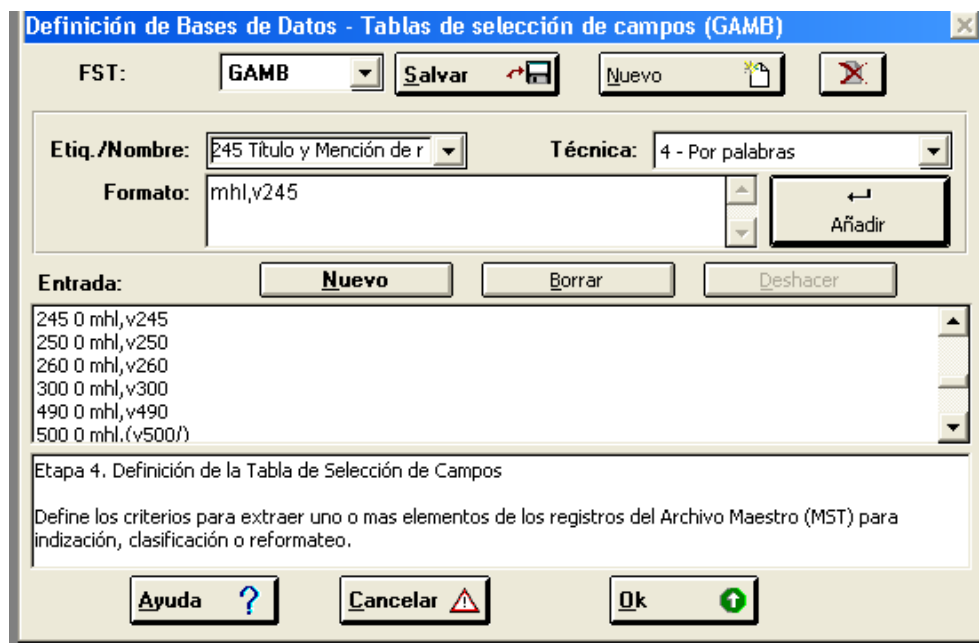 Definición de Bases de Datos - Tablas de selección de campos (GAMB)
FST: GAMB Salvar Nuevo
Etiq./Nombre: 245 Título y Mención de r Técnica: 4 - Por palabras
Formato: mhl,v245
Añadir
Entrada: Nuevo Borrar Deshacer
245 0 mhl,v245
250 0 mhl,v250
260 0 mhl,v260
300 0 mhl,v300
490 0 mhl,v490
500 0 mhl.(v500/)
Etapa 4. Definición de la Tabla de Selección de Campos
Define los criterios para extraer uno o mas elementos de los registros del Archivo Maestro (MST) para
indización, clasificación o reformateo.
Ayuda ? Cancelar Ok